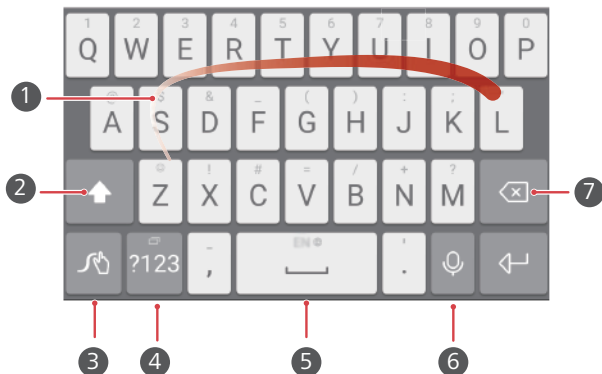 1 2 3 4 5 6 7 8 9 0
Q W E R T Y U I O P
1
@ $ & _ ( ) : ;
A S D F G H J K L
2
! # = / + ?
Z X C V B N M
7
~ EN '
?123 , .
3 4 5 6